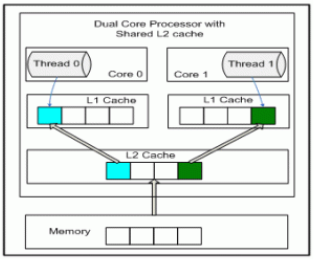 Dual Core Processor with
Shared L2 cache
Thread 0
Core 0
Thread 1
Core 1
L1 Cache
L1 Cache
L2 Cache
Memory